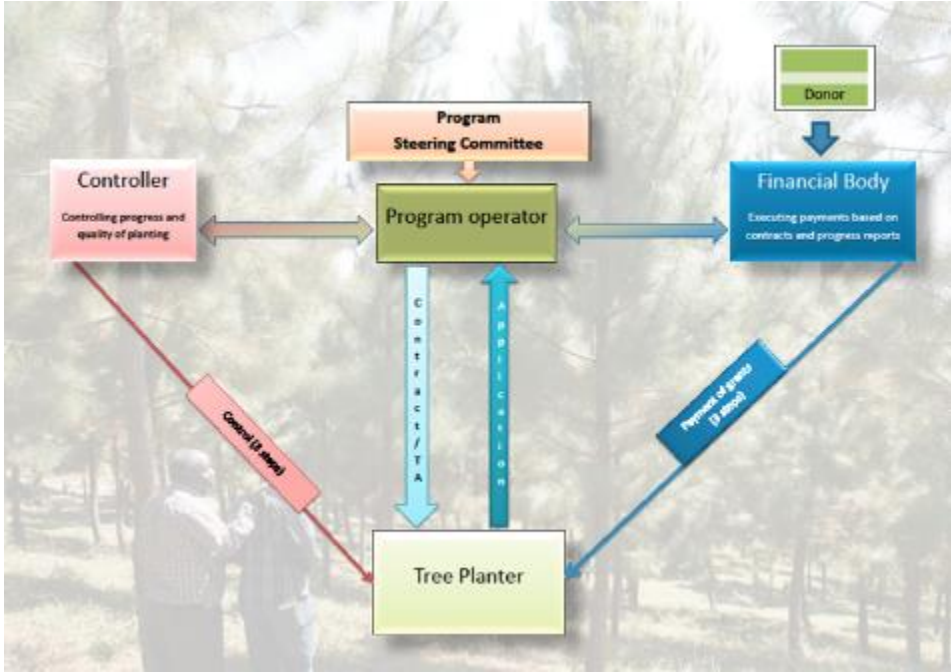 Donor
Program
Steering Committee
Controller
Controlling progress and
quality of planting
Program operator
Financial Body
Executing payments based on
contracts and progress reports
Contract/TA
Application
Control (3 steps)
Payment of grants
(3 steps)
Tree Planter